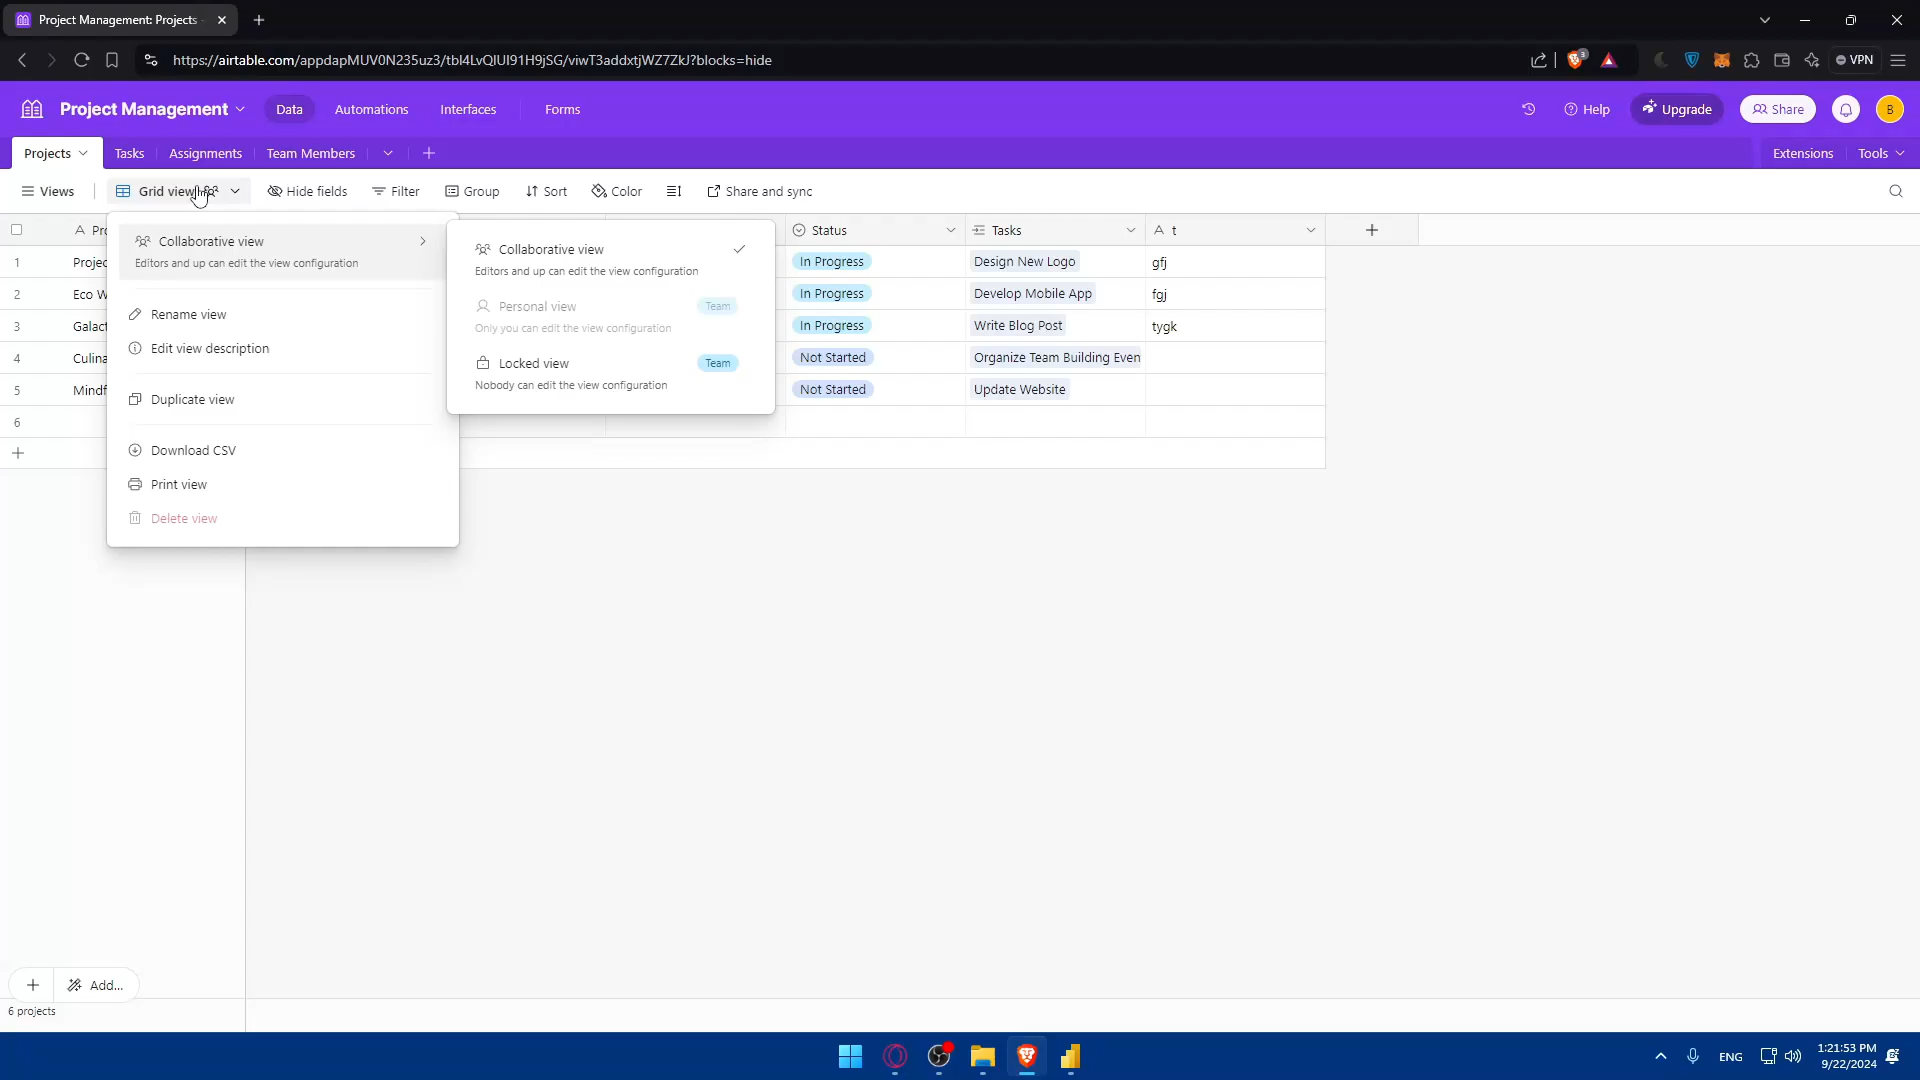 Project Management: Projects
https://airtable.com/appdapMUV0N235uz3/tbl4LvQIUI91H9jSG/viwT3addxtjWZ7ZkJ?blocks=hide
3
VPN
Project Management
Data
Automations
Interfaces
Forms
Help
Upgrade
Share
B
Projects
Tasks
Assignments
Team Members
Extensions
Tools
Views
Grid view
Hide fields
Filter
Group
Sort
Color
Share and sync
Status
Tasks
t
1
In Progress
Design New Logo
gfj
2
Eco W
In Progress
Develop Mobile App
fgj
3
In Progress
Write Blog Post
tygk
4
Not Started
Organize Team Building Even
5
Not Started
Update Website
6
Collaborative view
Editors and up can edit the view configuration
Rename view
Edit view description
Duplicate view
Download CSV
Print view
Delete view
Collaborative view
Editors and up can edit the view configuration
Personal view
Team
Only you can edit the view configuration
Locked view
Team
Nobody can edit the view configuration
Add...
6 projects
ENG
1:21:53 PM
9/22/2024